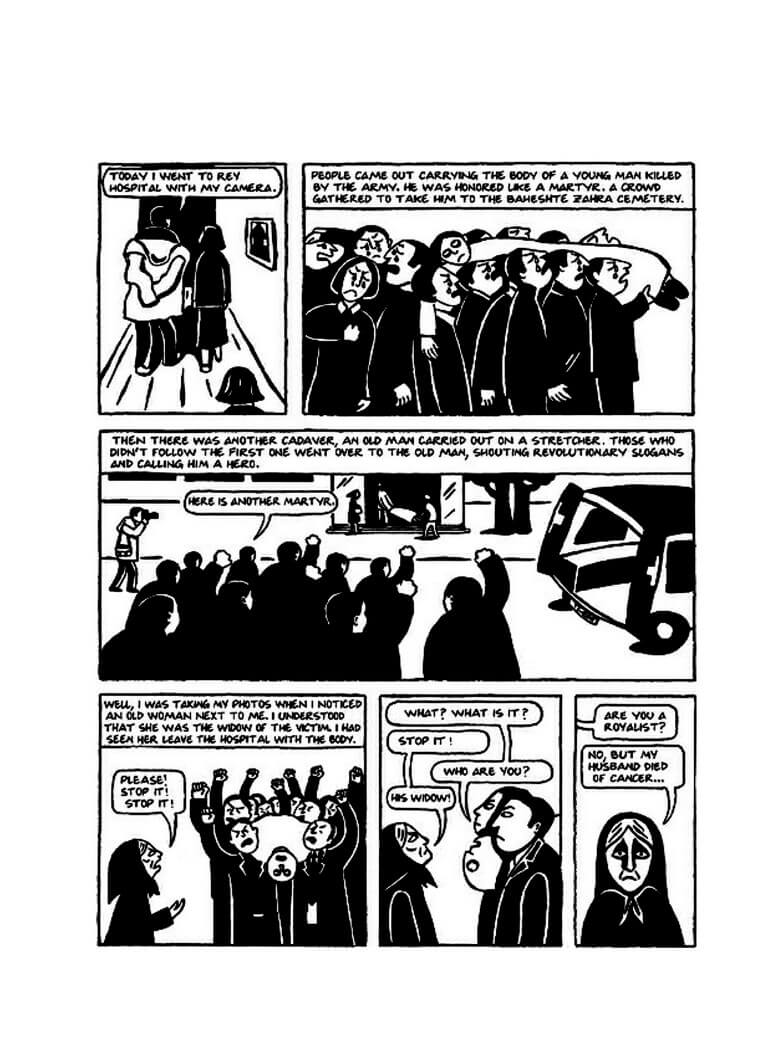 TODAY I WENT TO REY
HOSPITAL WITH MY CAMERA.
PEOPLE CAME OUT CARRYING THE BODY OF A YOUNG MAN KILLED
BY THE ARMY. HE WAS HONORED LIKE A MARTYR. A CROWD
GATHERED TO TAKE HIM TO THE BAHESHTE ZAHRA CEMETERY.
THEN THERE WAS ANOTHER CADAVER, AN OLD MAN CARRIED OUT ON A STRETCHER. THOSE WHO
DIDN'T FOLLOW THE FIRST ONE WENT OVER TO THE OLD MAN, SHOUTING REVOLUTIONARY SLOGANS
AND CALLING HIM A HERO.
HERE IS ANOTHER MARTYR.
WELL, I WAS TAKING MY PHOTOS WHEN I NOTICED
AN OLD WOMAN NEXT TO ME. I UNDERSTOOD
THAT SHE WAS THE WIDOW OF THE VICTIM. I HAD
SEEN HER LEAVE THE HOSPITAL WITH THE BODY.
PLEASE!
STOP IT!
STOP IT!
WHAT? WHAT IS IT?
STOP IT!
WHO ARE YOU?
HIS WIDOW!
ARE YOU A
ROYALIST?
NO, BUT MY
HUSBAND DIED
OF CANCER...